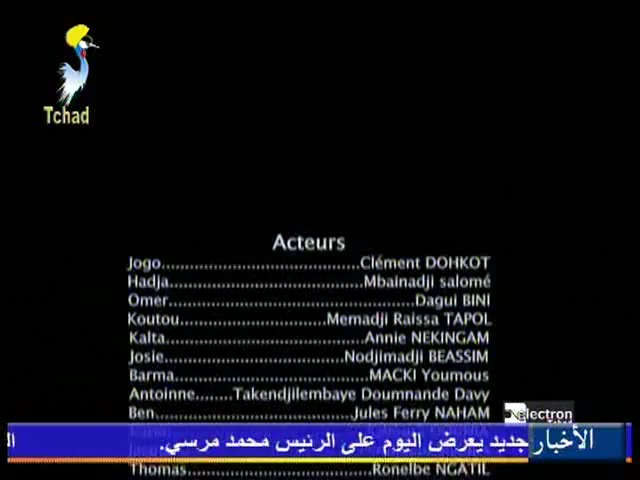 Tchad
Acteurs
Jogo.......................................Clément DOHKOT
Hadja......................................Mbainadji salomé
Omer................................................Dagui BINI
Koutou.............................Memadji Raissa TAPOL
Kalta.........................................Annie NEKINGAM
Josie....................................Nodjimadji BEASSIM
Barma.........................................MACKI Youmous
Antoinne........Takendjilembaye Doumnande Davy
Ben.........................................Jules Ferry NAHAM
electron
الأخبار
جديد يعرض اليوم على الرئيس محمد مرسي.
Thomas.......................................Ronelbe NGATIL